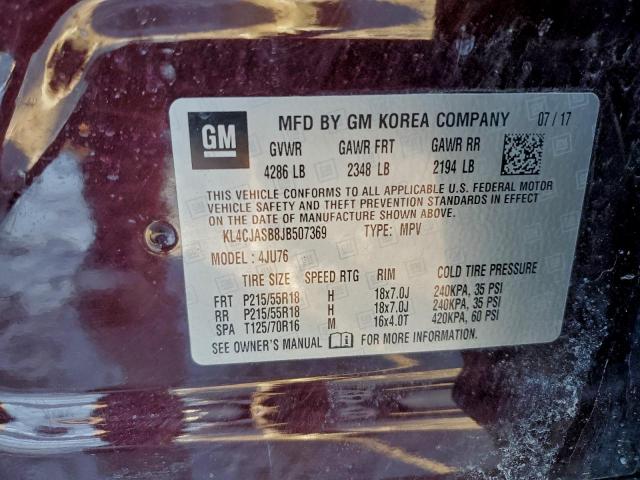 GM
MFD BY GM KOREA COMPANY 07/17
GVWR GAWR FRT GAWR RR
4286 LB 2348 LB 2194 LB
THIS VEHICLE CONFORMS TO ALL APPLICABLE U.S. FEDERAL MOTOR
VEHICLE SAFETY AND THEFT PREVENTION STANDARDS IN EFFECT ON
THE DATE OF MANUFACTURE SHOWN ABOVE.
KL4CJASB8JB507369 TYPE: MPV
MODEL: 4JU76
TIRE SIZE SPEED RTG RIM COLD TIRE PRESSURE
FRT P215/55R18 H 18x7.0J 240KPA, 35 PSI
RR P215/55R18 H 18x7.0J 240KPA, 35 PSI
SPA T125/70R16 M 16x4.0T 420KPA, 60 PSI
SEE OWNER'S MANUAL FOR MORE INFORMATION.